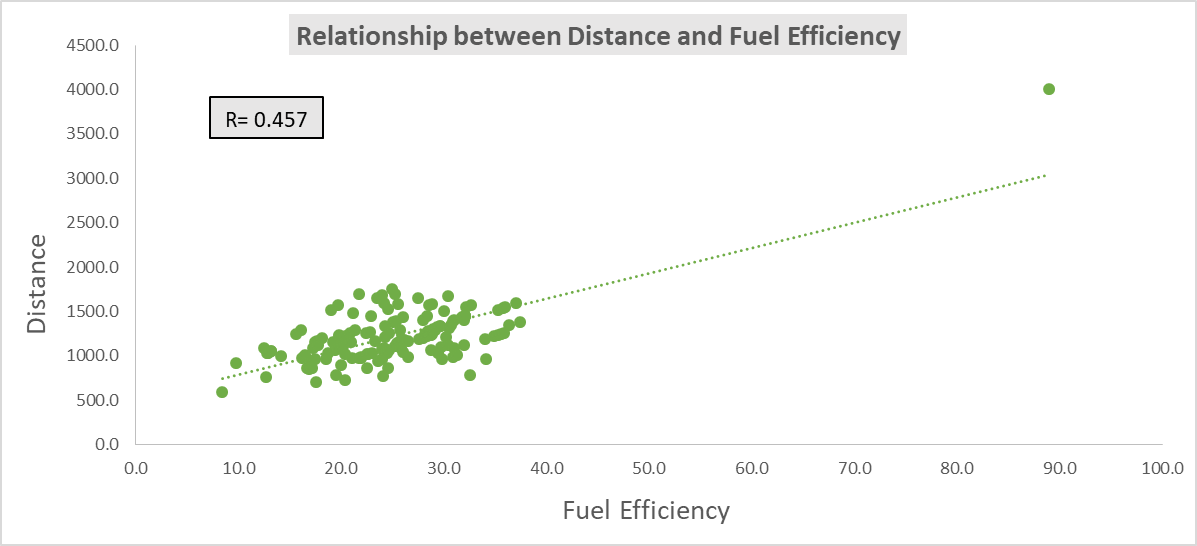 Relationship between Distance and Fuel Efficiency
R= 0.457
Distance
4500.0
4000.0
3500.0
3000.0
2500.0
2000.0
1500.0
1000.0
500.0
0.0
0.0 10.0 20.0 30.0 40.0 50.0 60.0 70.0 80.0 90.0 100.0
Fuel Efficiency